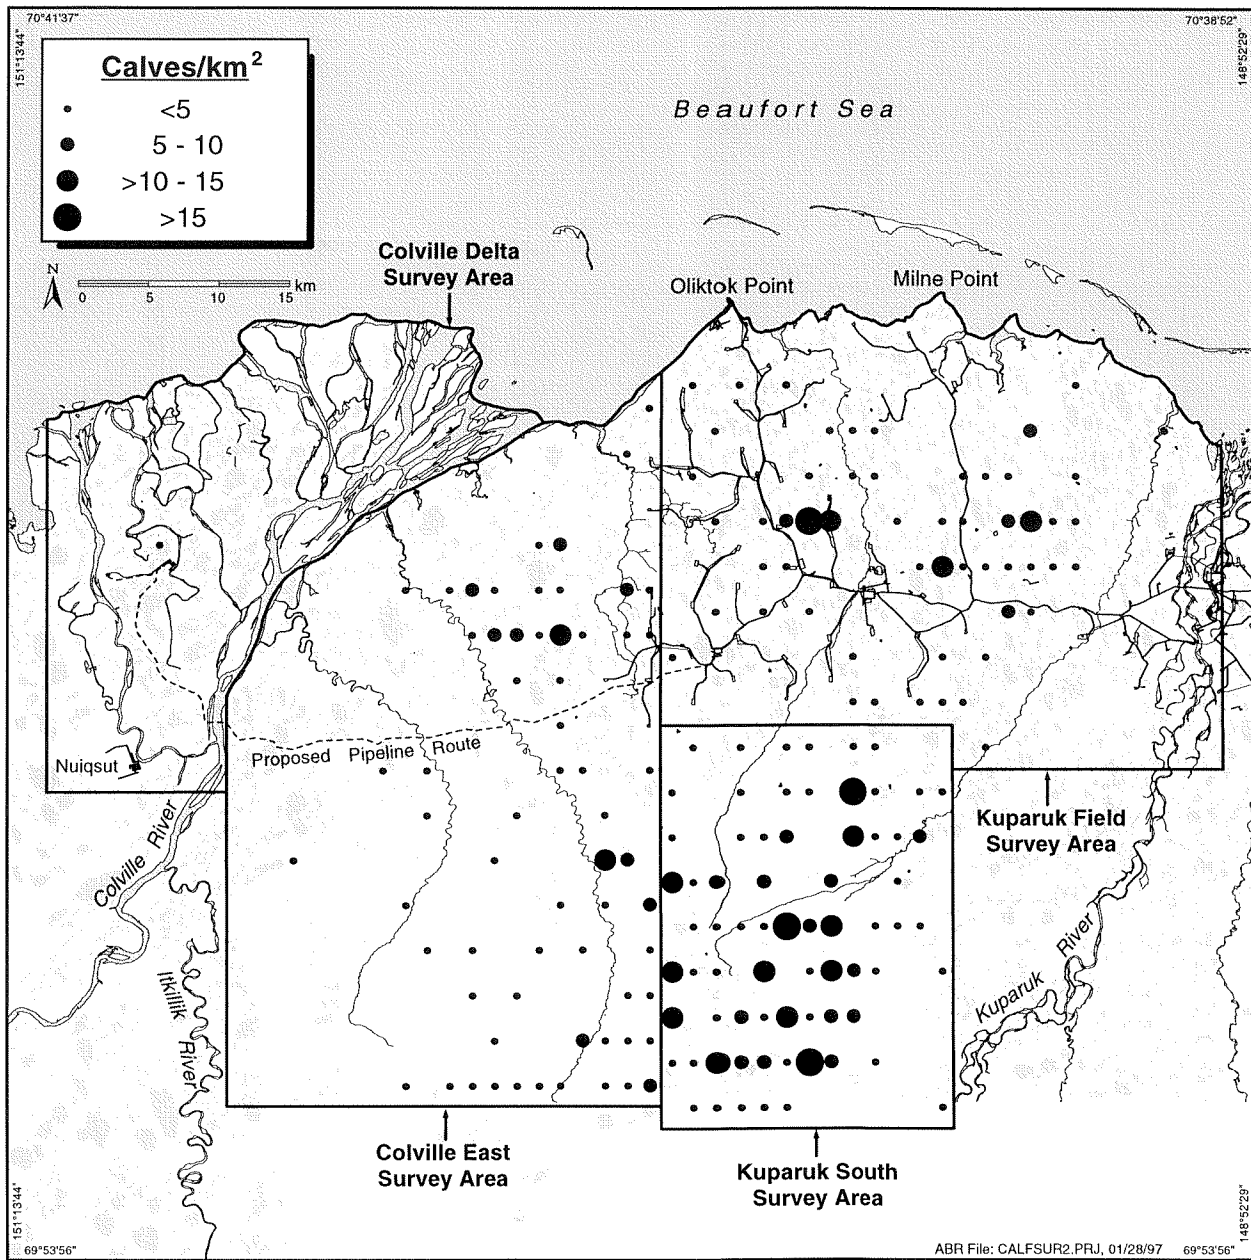 70°41'37"
70°38'52"
151°13'44"
148°52'29"
Calves/km²
<5
5 - 10
>10 - 15
>15
Beaufort Sea
N
0 5 10 15 km
Colville Delta
Survey Area
Oliktok Point
Milne Point
Proposed Pipeline Route
Nuiqsut
Colville River
Itkillik River
Kuparuk River
Kuparuk Field
Survey Area
Colville East
Survey Area
Kuparuk South
Survey Area
151°13'44"
148°52'29"
69°53'56"
ABR File: CALFSUR2.PRJ, 01/28/97
69°53'56"